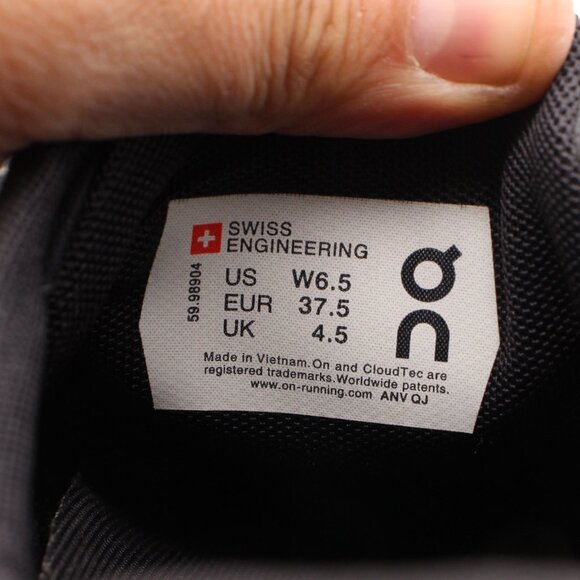 SWISS
ENGINEERING
59.98904
US W6.5
EUR 37.5
UK 4.5
On
Made in Vietnam.On and CloudTec are
registered trademarks.Worldwide patents.
www.on-running.com ANV QJ